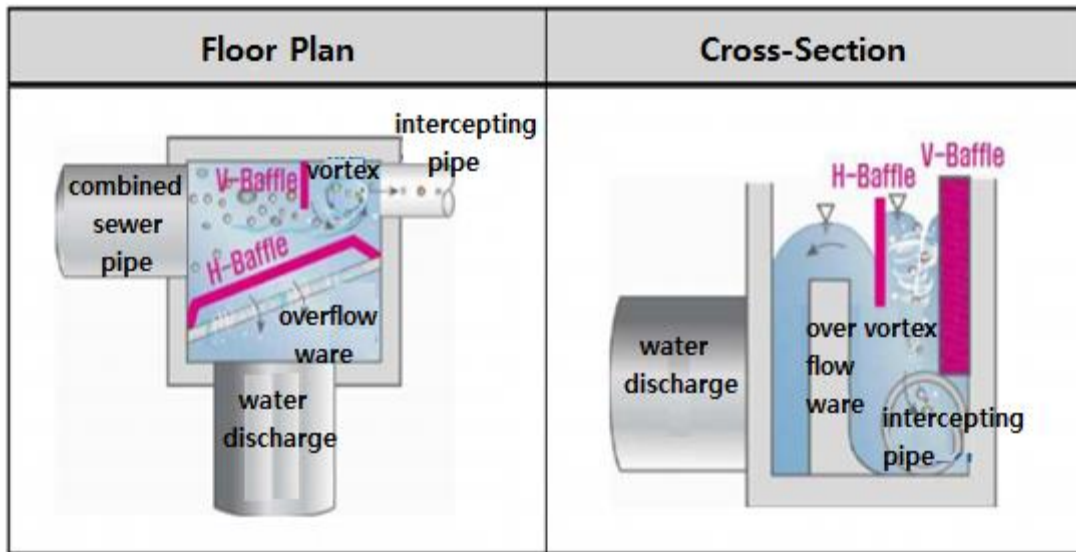 Floor Plan
Cross-Section
intercepting
pipe
combined
sewer
pipe
V-Baffle
vortex
H-Baffle
overflow
ware
water
discharge
V-Baffle
H-Baffle
water
discharge
over
flow
ware
vortex
intercepting
pipe